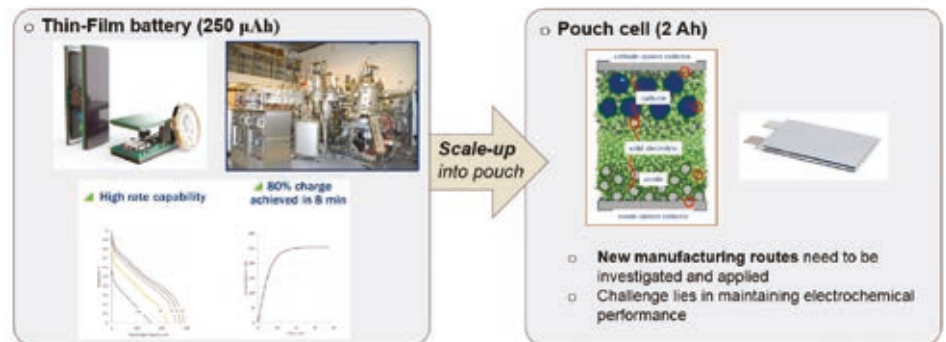 Thin-Film battery (250 µAh)
High rate capability
80% charge
achieved in 8 min
Scale-up
into pouch
Pouch cell (2 Ah)
cathode
solid electrolyte
anode
New manufacturing routes need to be
investigated and applied
Challenge lies in maintaining electrochemical
performance